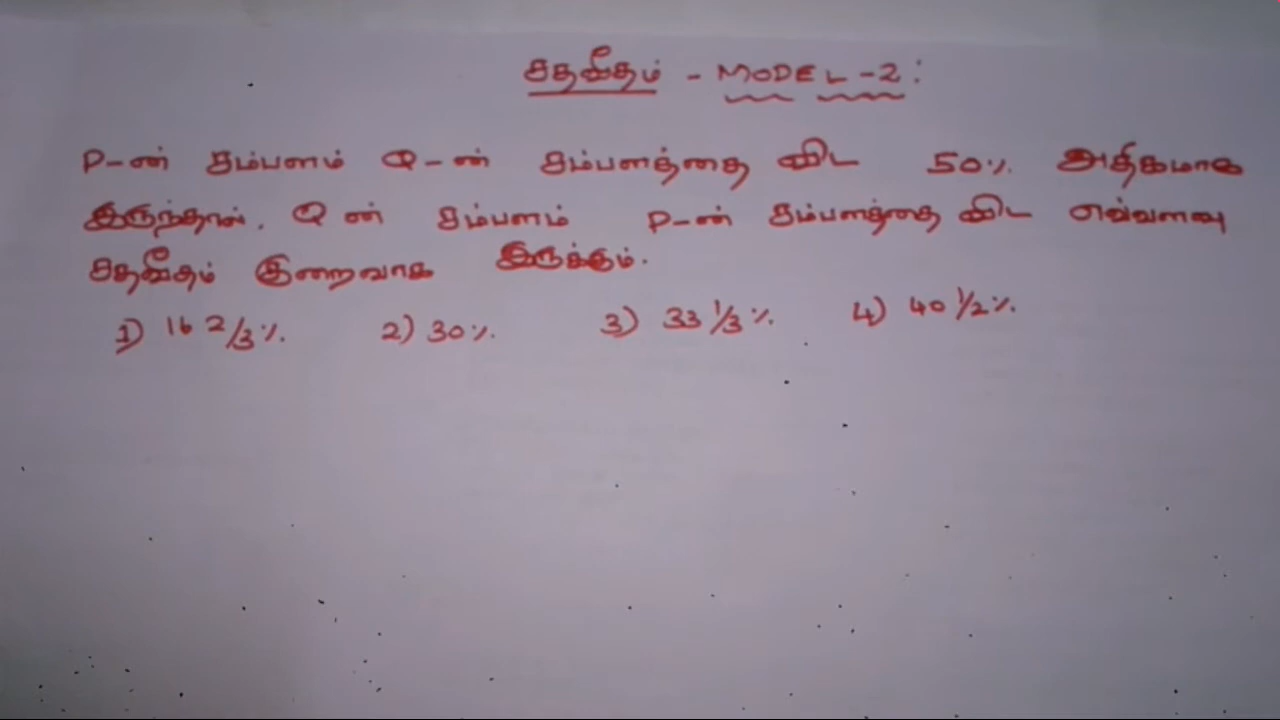 சதவீதம் - MODEL-2:
P-ன் சம்பளம் Q-ன் சம்பளத்தை விட 50% அதிகமாக
இருந்தால். Q ன் சம்பளம் P-ன் சம்பளத்தை விட எவ்வளவு
சதவீதம் குறைவாக இருக்கும்.
1) 16 2/3% 2) 30% 3) 33 1/3% 4) 40 1/2%